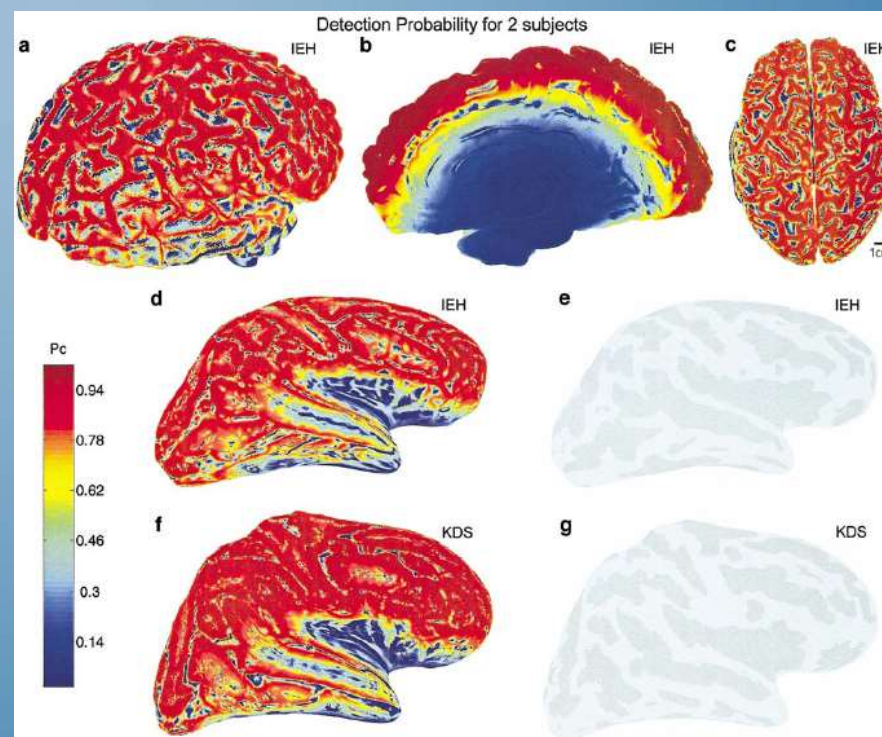 Detection Probability for 2 subjects
a IEH
b IEH
c IEH
d IEH
e IEH
Pc
0.94
0.78
0.62
0.46
0.3
0.14
f KDS
g KDS